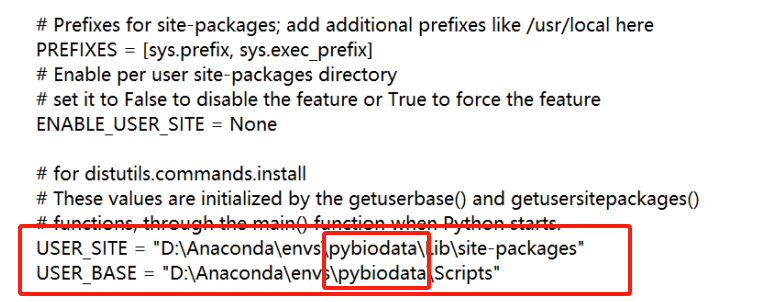 # Prefixes for site-packages; add additional prefixes like /usr/local here
PREFIXES = [sys.prefix, sys.exec_prefix]
# Enable per user site-packages directory
# set it to False to disable the feature or True to force the feature
ENABLE_USER_SITE = None
# for distutils.commands.install
# These values are initialized by the getuserbase() and getusersitepackages()
# functions, through the main() function when Python starts.
USER_SITE = "D:\Anaconda\envs\pybiodata\Lib\site-packages"
USER_BASE = "D:\Anaconda\envs\pybiodata\Scripts"